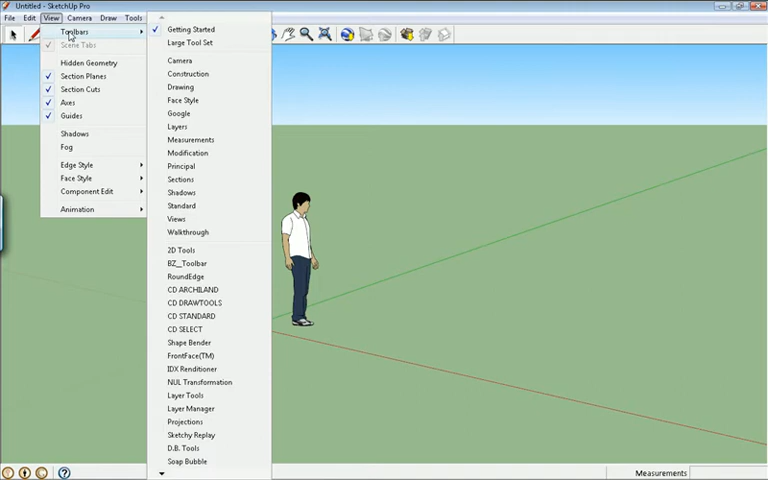 Untitled - SketchUp Pro
File Edit View Camera Draw Tools
Toolbars
Scene Tabs
Hidden Geometry
Section Planes
Section Cuts
Axes
Guides
Shadows
Fog
Edge Style
Face Style
Component Edit
Animation
Getting Started
Large Tool Set
Camera
Construction
Drawing
Face Style
Google
Layers
Measurements
Modification
Principal
Sections
Shadows
Standard
Views
Walkthrough
2D Tools
BZ__Toolbar
RoundEdge
CD ARCHILAND
CD DRAWTOOLS
CD STANDARD
CD SELECT
Shape Bender
FrontFace(TM)
IDX Renditioner
NUL Transformation
Layer Tools
Layer Manager
Projections
Sketchy Replay
D.B. Tools
Soap Bubble
Measurements